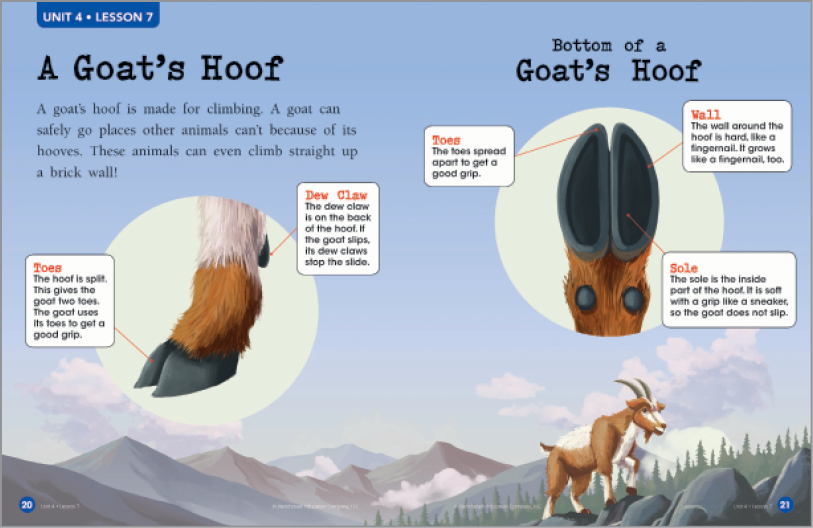 UNIT 4 • LESSON 7
A Goat's Hoof
A goat's hoof is made for climbing. A goat can
safely go places other animals can't because of its
hooves. These animals can even climb straight up
a brick wall!
Dew Claw
The dew claw
is on the back
of the hoof. If
the goat slips,
its dew claws
stop the slide.
Toes
The hoof is split.
This gives the
goat two toes.
The goat uses
its toes to get a
good grip.
20
Unit 4 • Lesson 7
Bottom of a
Goat's Hoof
Toes
The toes spread
apart to get a
good grip.
Wall
The wall around the
hoof is hard, like a
fingernail. It grows
like a fingernail, too.
Sole
The sole is the inside
part of the hoof. It is soft
with a grip like a sneaker,
so the goat does not slip.
Unit 4 • Lesson 7
21